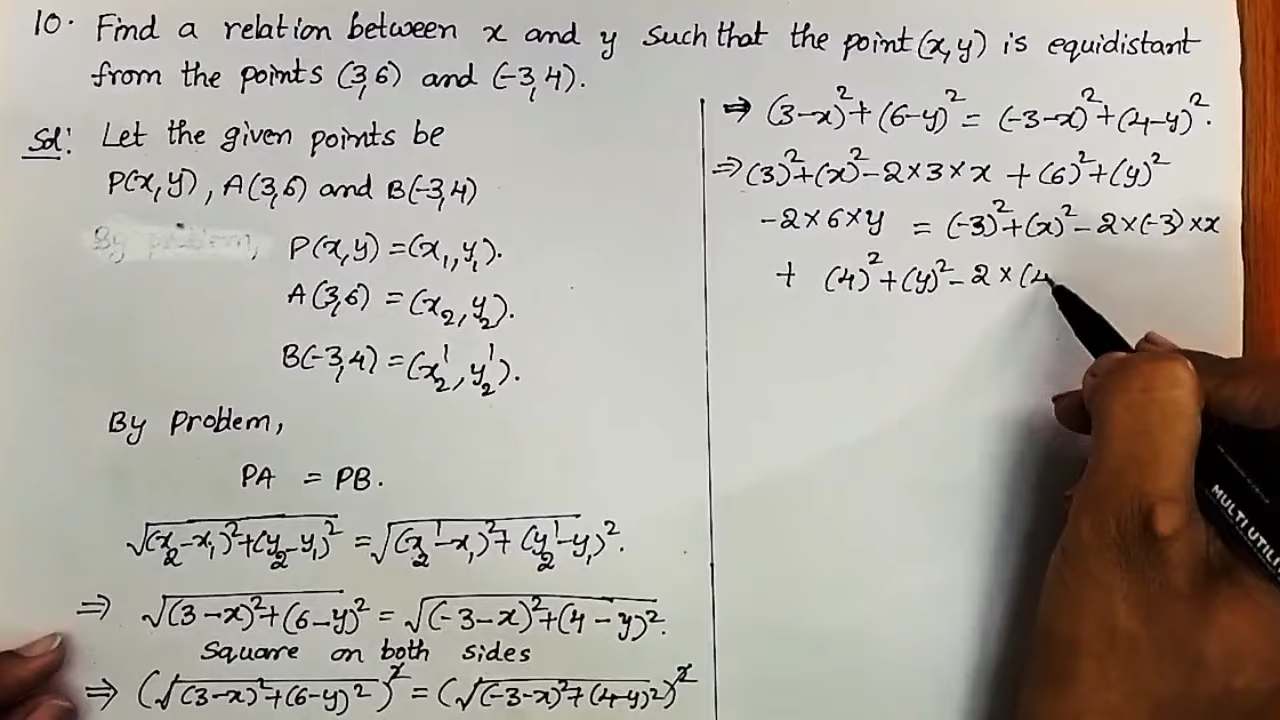 10. Find a relation between x and y such that the point (x,y) is equidistant
from the points (3,6) and (-3,4).
Sol: Let the given points be
P(x,y), A(3,6) and B(-3,4)
By problem,
P(x,y) = (x₁,y₁).
A(3,6) = (x₂,y₂).
B(-3,4) = (x₂',y₂').
By Problem,
PA = PB.
√(x₂-x₁)²+(y₂-y₁)² = √(x₂'-x₁)²+(y₂'-y₁)².
⇒ √(3-x)²+(6-y)² = √(-3-x)²+(4-y)².
Square on both sides
⇒ (√(3-x)²+(6-y)²)² = (√(-3-x)²+(4-y)²)²
⇒ (3-x)²+(6-y)² = (-3-x)²+(4-y)².
⇒ (3)²+(x)²-2×3×x +(6)²+(y)²
-2×6×y = (-3)²+(x)²-2×(-3)×x
+ (4)²+(y)²-2×(4
MULTI UTILI